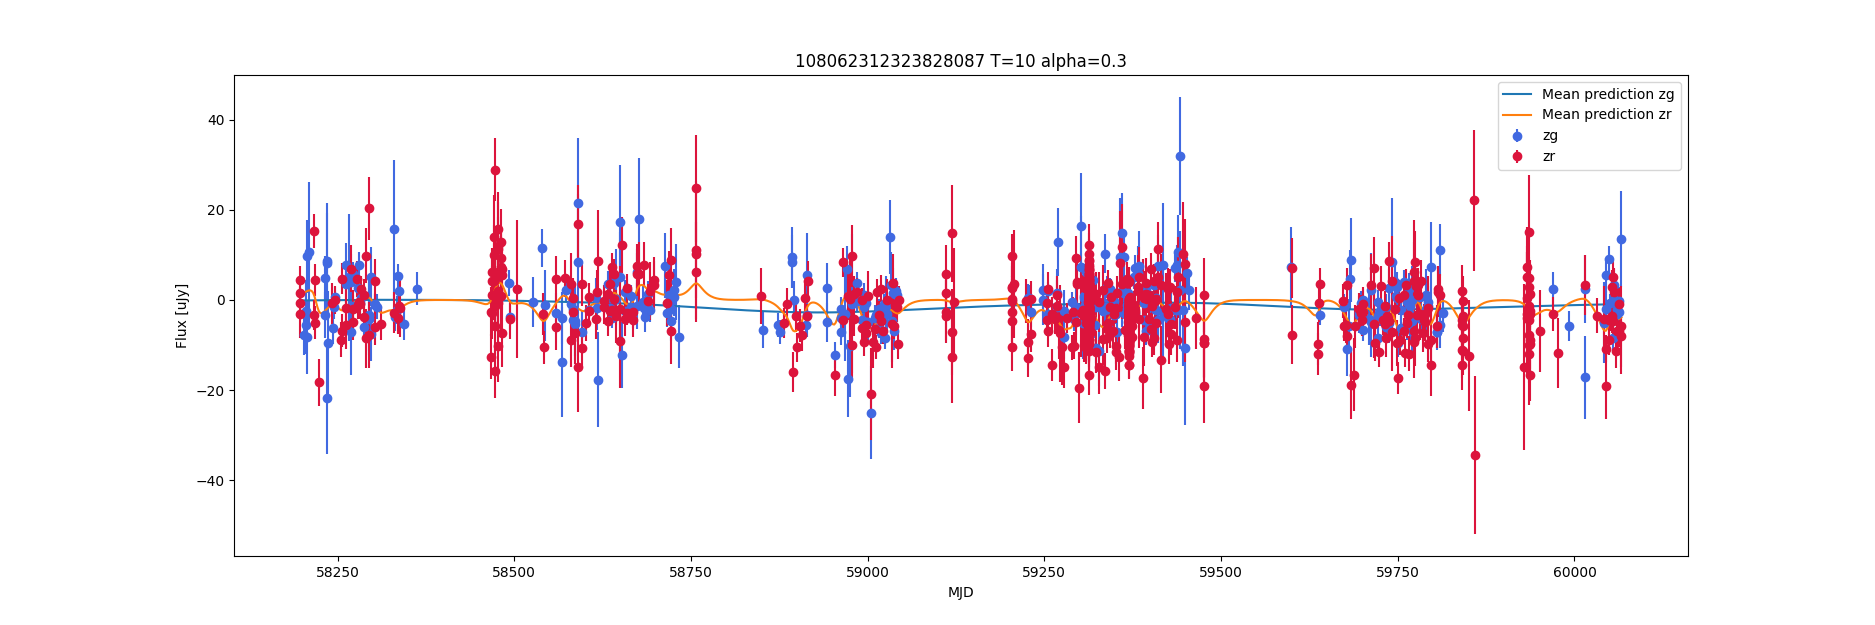 108062312323828087 T=10 alpha=0.3
Mean prediction zg
Mean prediction zr
zg
zr
40
20
0
−20
−40
Flux [uJy]
58250
58500
58750
59000
59250
59500
59750
60000
MJD